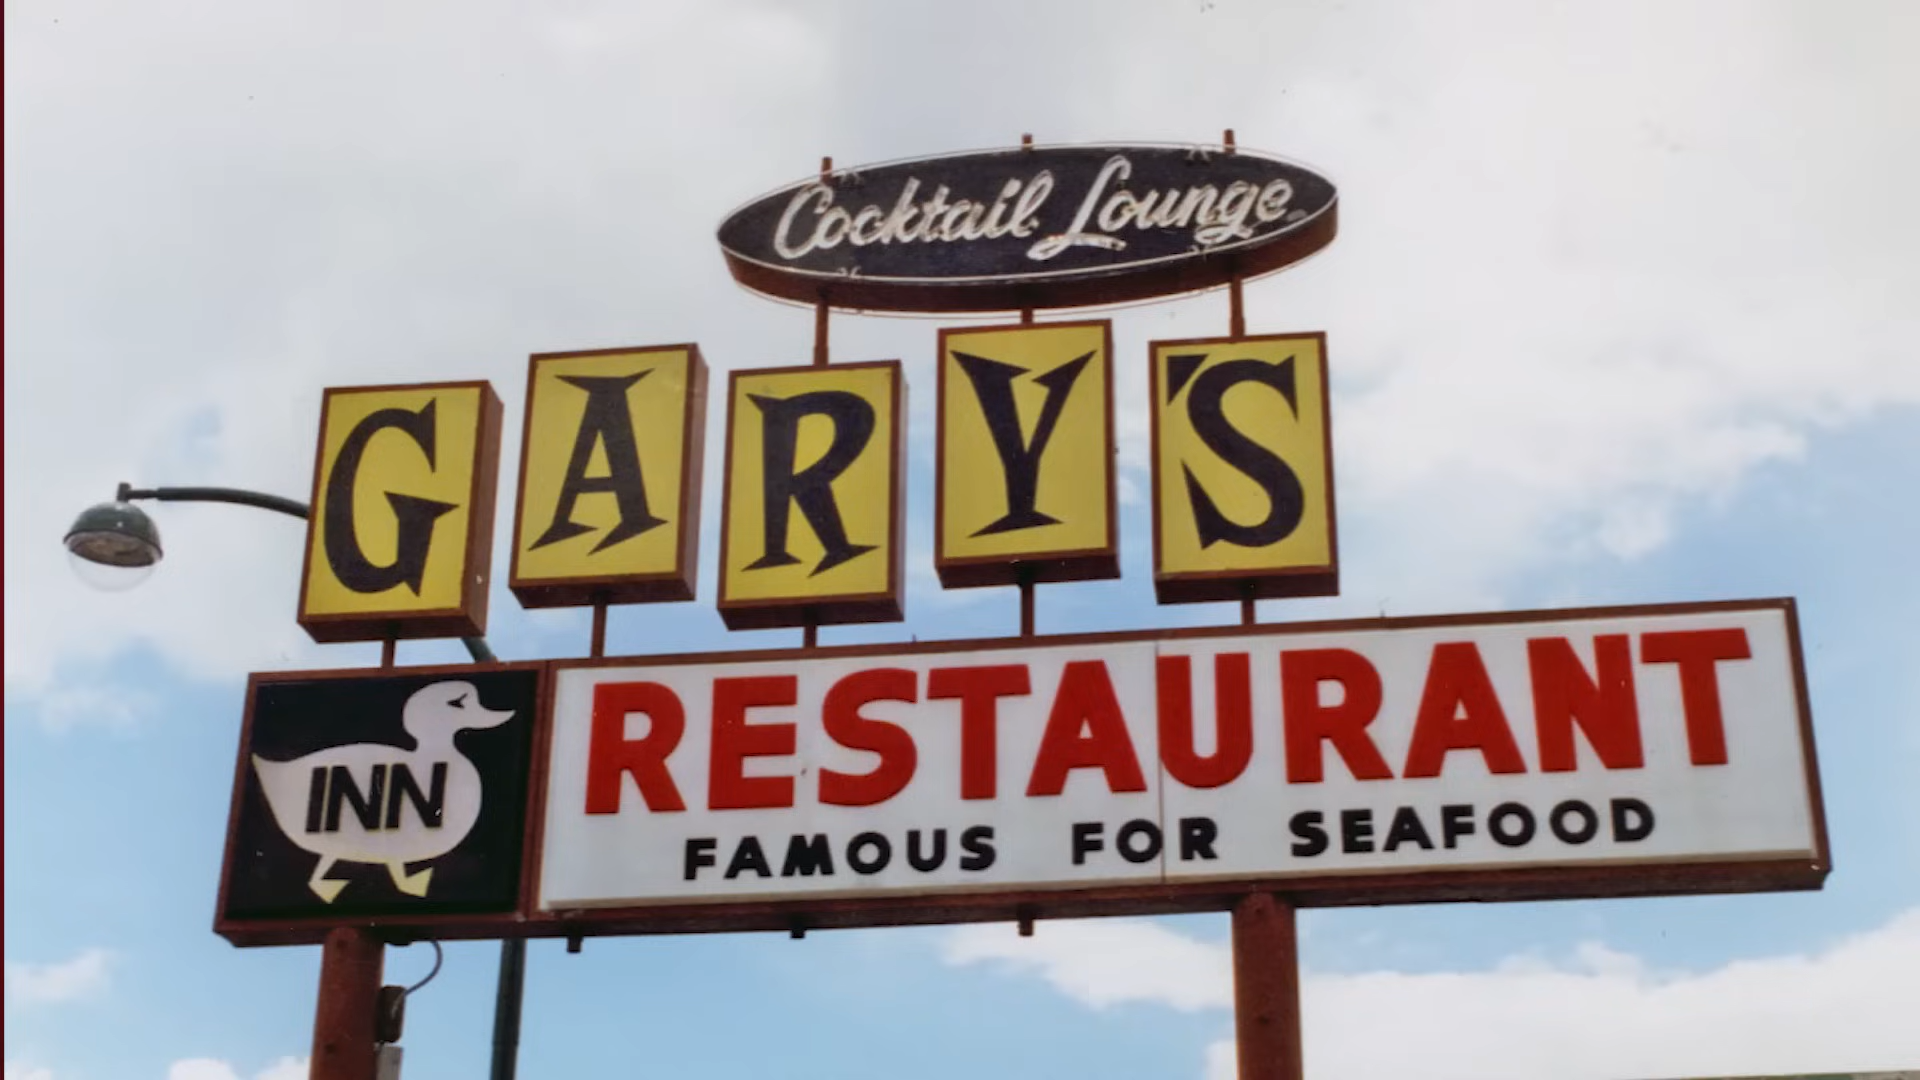 Cocktail Lounge
GARY'S
INN
RESTAURANT
FAMOUS FOR SEAFOOD